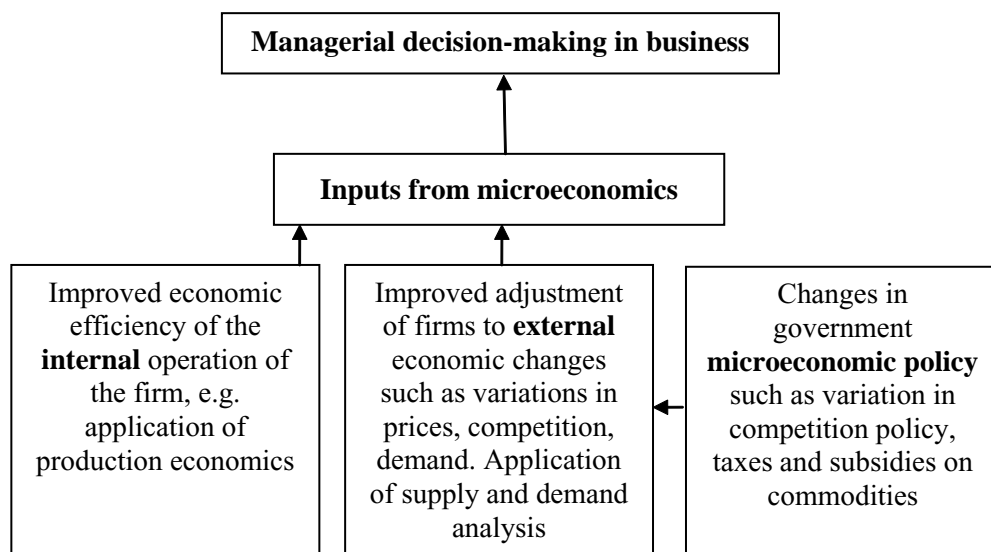 Managerial decision-making in business
Inputs from microeconomics
Improved economic
efficiency of the
internal operation of
the firm, e.g.
application of
production economics
Improved adjustment
of firms to external
economic changes
such as variations in
prices, competition,
demand. Application
of supply and demand
analysis
Changes in
government
microeconomic policy
such as variation in
competition policy,
taxes and subsidies on
commodities